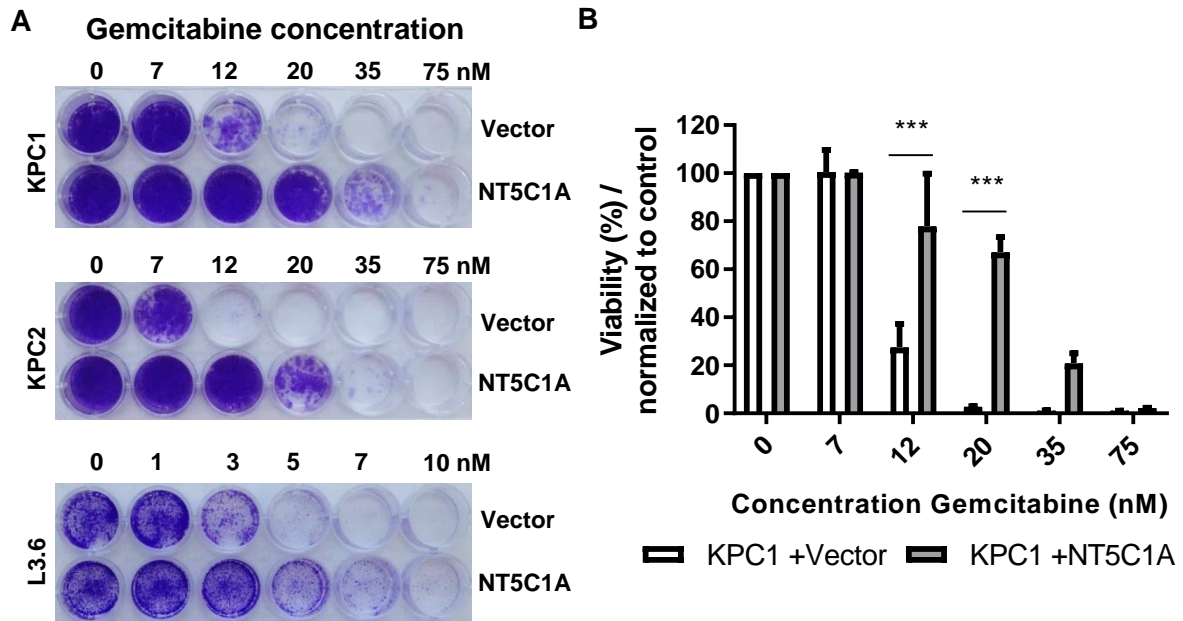 A
Gemcitabine concentration
0 7 12 20 35 75 nM
KPC1
Vector
NT5C1A
0 7 12 20 35 75 nM
KPC2
Vector
NT5C1A
0 1 3 5 7 10 nM
L3.6
Vector
NT5C1A
B
Viability (%) /
normalized to control
120
100
80
60
40
20
0
***
***
0 7 12 20 35 75
Concentration Gemcitabine (nM)
KPC1 +Vector KPC1 +NT5C1A